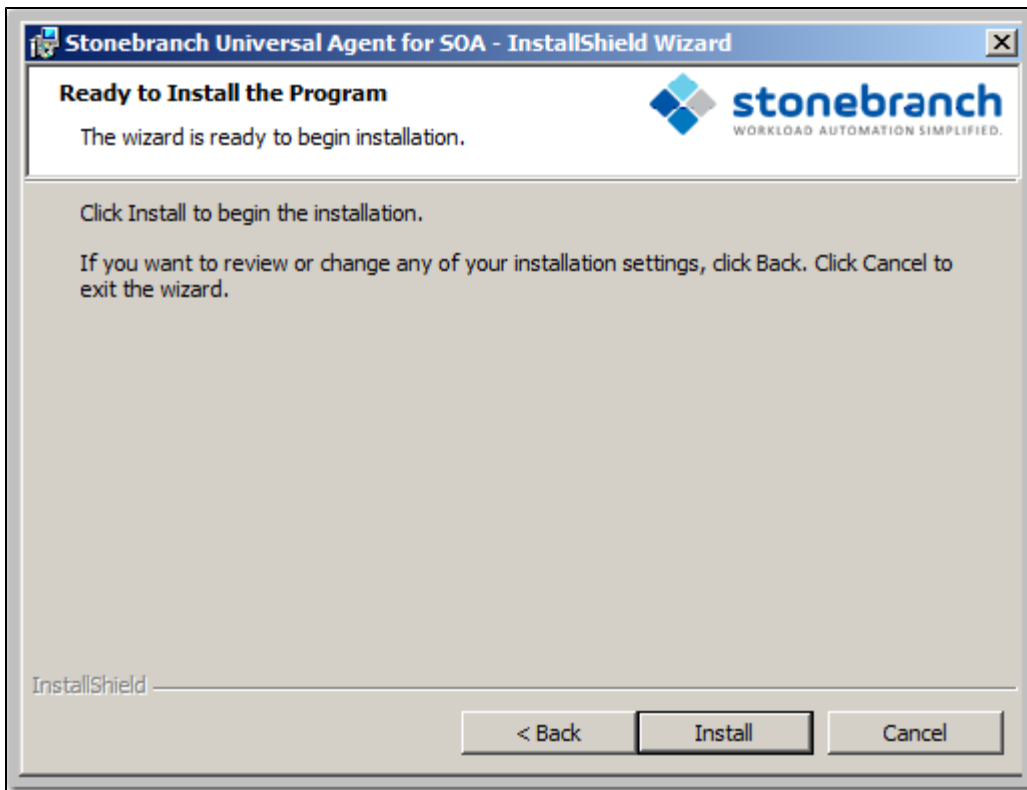 Stonebranch Universal Agent for SOA - InstallShield Wizard
Ready to Install the Program
The wizard is ready to begin installation.
stonebranch
WORKLOAD AUTOMATION SIMPLIFIED.
Click Install to begin the installation.
If you want to review or change any of your installation settings, click Back. Click Cancel to
exit the wizard.
InstallShield
< Back
Install
Cancel